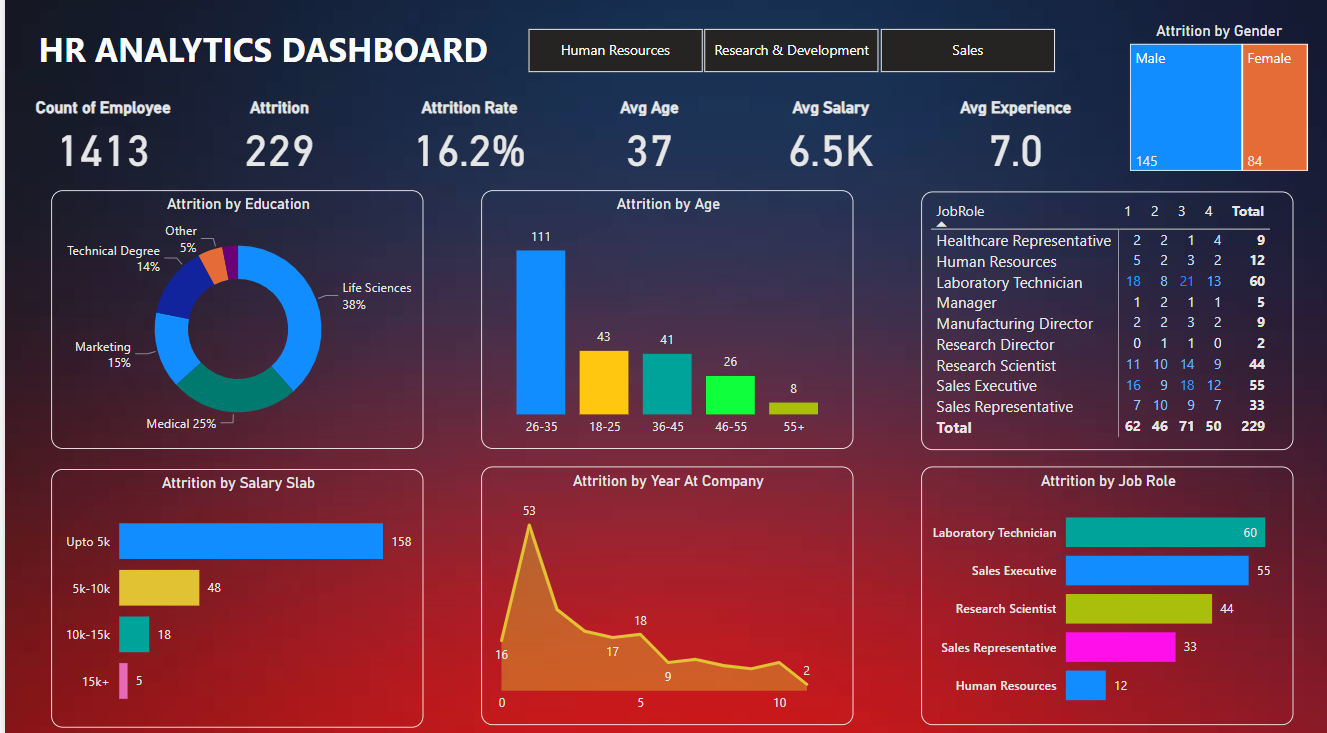 HR ANALYTICS DASHBOARD
Human Resources
Research & Development
Sales
Attrition by Gender
Male
Female
145
84
Count of Employee
Attrition
Attrition Rate
Avg Age
Avg Salary
Avg Experience
1413
229
16.2%
37
6.5K
7.0
Attrition by Education
Other
5%
Technical Degree
14%
Life Sciences
38%
Marketing
15%
Medical 25%
Attrition by Age
111
43
41
26
8
26-35
18-25
36-45
46-55
55+
JobRole 1 2 3 4 Total
Healthcare Representative 2 2 1 4 9
Human Resources 5 2 3 2 12
Laboratory Technician 18 8 21 13 60
Manager 1 2 1 1 5
Manufacturing Director 2 2 3 2 9
Research Director 0 1 1 0 2
Research Scientist 11 10 14 9 44
Sales Executive 16 9 18 12 55
Sales Representative 7 10 9 7 33
Total 62 46 71 50 229
Attrition by Salary Slab
Upto 5k 158
5k-10k 48
10k-15k 18
15k+ 5
Attrition by Year At Company
53
16
17
18
9
2
0
5
10
Attrition by Job Role
Laboratory Technician 60
Sales Executive 55
Research Scientist 44
Sales Representative 33
Human Resources 12